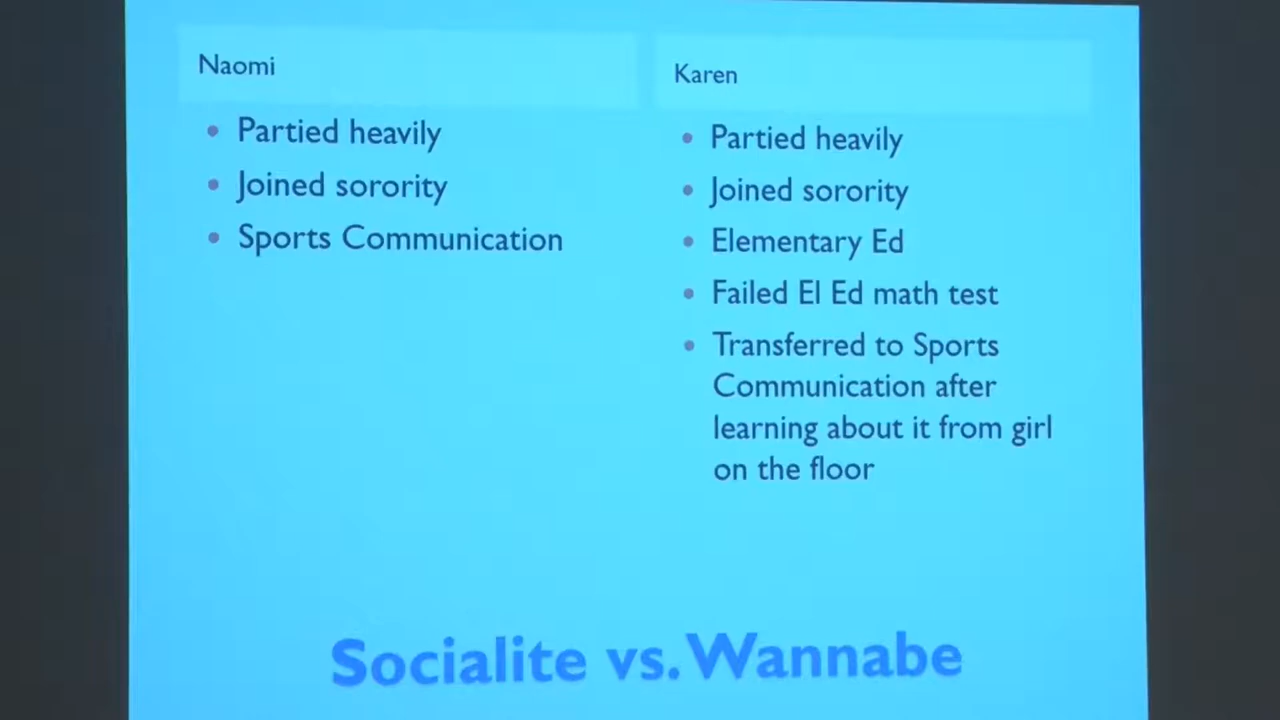 Naomi
Partied heavily
Joined sorority
Sports Communication
Karen
Partied heavily
Joined sorority
Elementary Ed
Failed El Ed math test
Transferred to Sports
Communication after
learning about it from girl
on the floor
Socialite vs. Wannabe